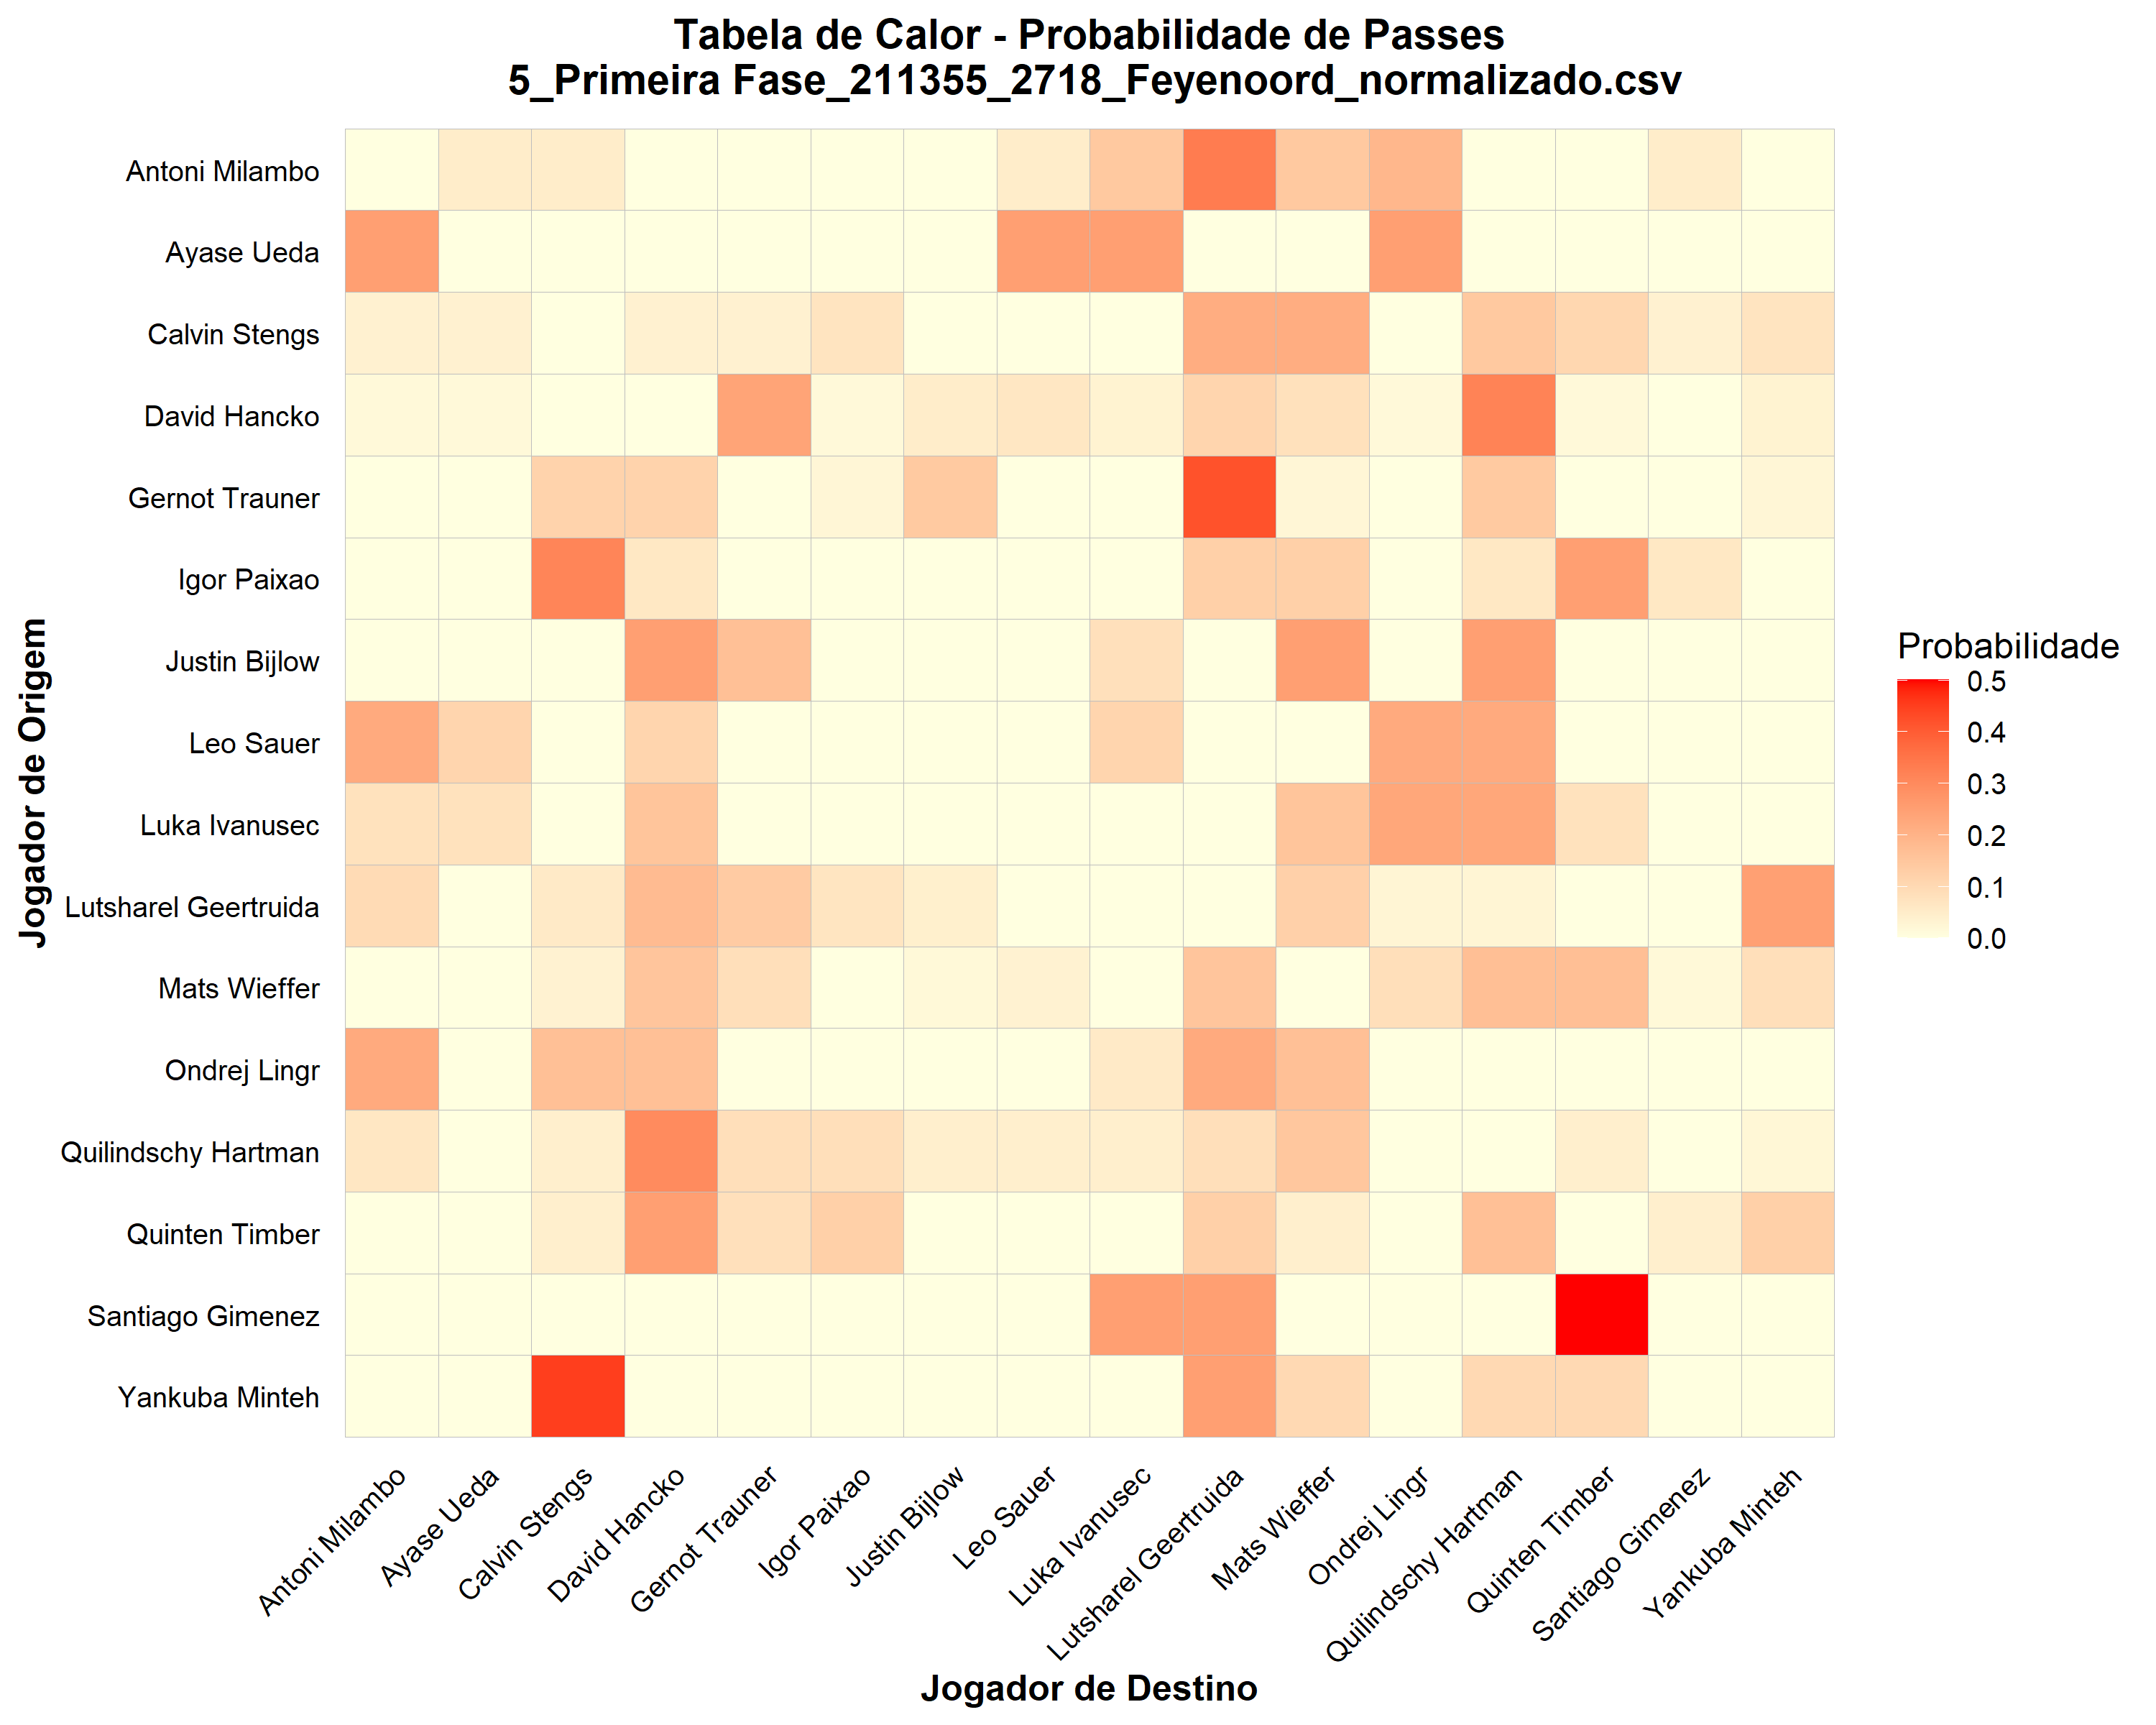 Tabela de Calor - Probabilidade de Passes
5_Primeira Fase_211355_2718_Feyenoord_normalizado.csv
Jogador de Origem
Antoni Milambo
Ayase Ueda
Calvin Stengs
David Hancko
Gernot Trauner
Igor Paixao
Justin Bijlow
Leo Sauer
Luka Ivanusec
Lutsharel Geertruida
Mats Wieffer
Ondrej Lingr
Quilindschy Hartman
Quinten Timber
Santiago Gimenez
Yankuba Minteh
Antoni Milambo
Ayase Ueda
Calvin Stengs
David Hancko
Gernot Trauner
Igor Paixao
Justin Bijlow
Leo Sauer
Luka Ivanusec
Lutsharel Geertruida
Mats Wieffer
Ondrej Lingr
Quilindschy Hartman
Quinten Timber
Santiago Gimenez
Yankuba Minteh
Jogador de Destino
Probabilidade
0.5
0.4
0.3
0.2
0.1
0.0